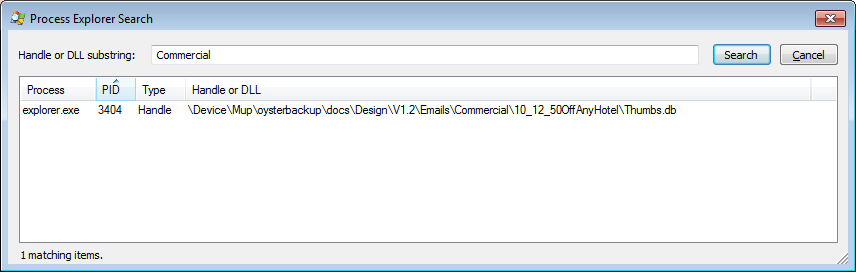 Process Explorer Search
Handle or DLL substring: Commercial Search Cancel
Process PID Type Handle or DLL
explorer.exe 3404 Handle \Device\Mup\oysterbackup\docs\Design\V1.2\Emails\Commercial\10_12_50OffAnyHotel\Thumbs.db
1 matching items.